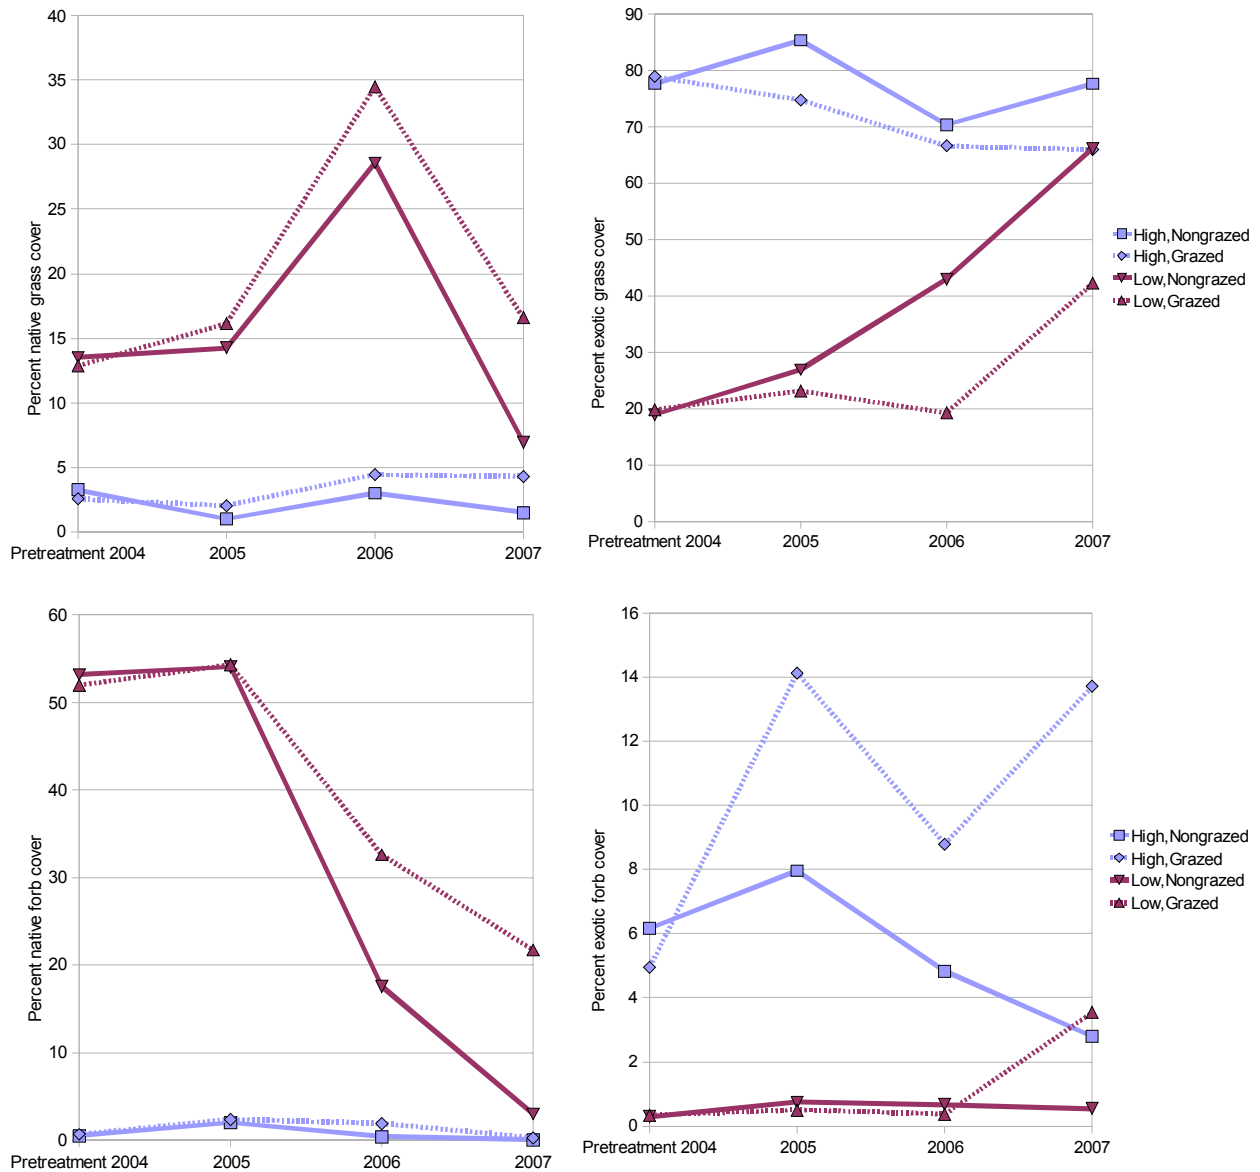 Percent native grass cover
40
35
30
25
20
15
10
5
0
Pretreatment 2004 2005 2006 2007
Percent exotic grass cover
90
80
70
60
50
40
30
20
10
0
Pretreatment 2004 2005 2006 2007
High,Nongrazed
High,Grazed
Low,Nongrazed
Low,Grazed
Percent native forb cover
60
50
40
30
20
10
0
Pretreatment 2004 2005 2006 2007
Percent exotic forb cover
16
14
12
10
8
6
4
2
0
Pretreatment 2004 2005 2006 2007
High,Nongrazed
High,Grazed
Low,Nongrazed
Low,Grazed